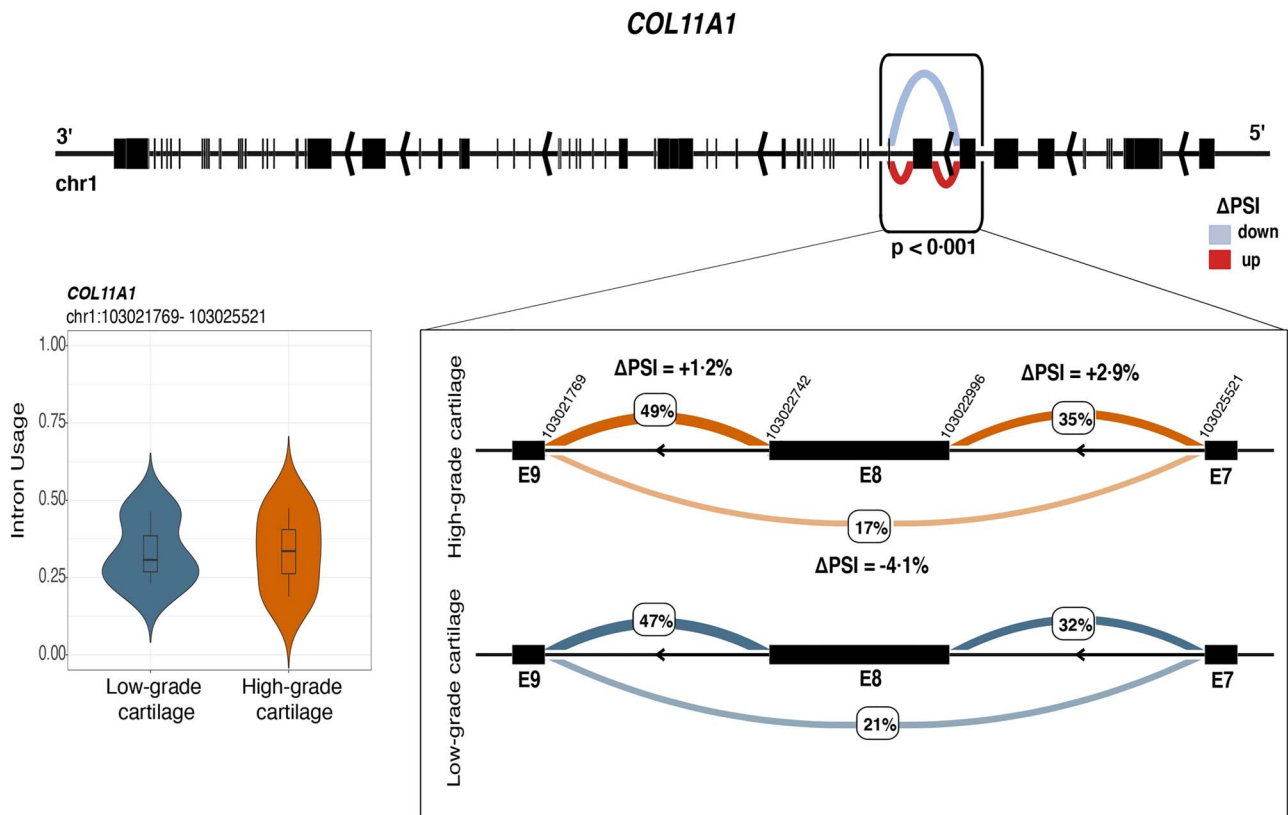 COL11A1
3'
5'
chr1
ΔPSI
down
up
p < 0·001
COL11A1
chr1:103021769- 103025521
1.00
0.75
0.50
0.25
0.00
Intron Usage
Low-grade
cartilage
High-grade
cartilage
High-grade cartilage
ΔPSI = +1·2%
ΔPSI = +2·9%
103021769
103022742
103022996
103025521
49%
35%
E9
E8
E7
17%
ΔPSI = -4·1%
Low-grade cartilage
47%
32%
E9
E8
E7
21%